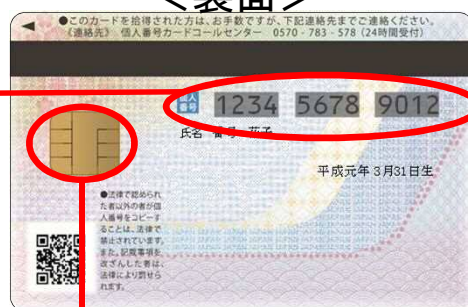 ＜裏面＞
●このカードを拾得された方は、お手数ですが、下記連絡先までご連絡ください。
《連絡先》 個人番号カードコールセンター 0570-783-578（24時間受付）
個人番号 1234 5678 9012
氏名 番号 花子
平成元年3月31日生
●法律で認められ
た者以外の者が個
人番号をコピーす
ることは、法律で
禁止されています。
また、記載事項を
改ざんした者は、
法律により罰せら
れます。